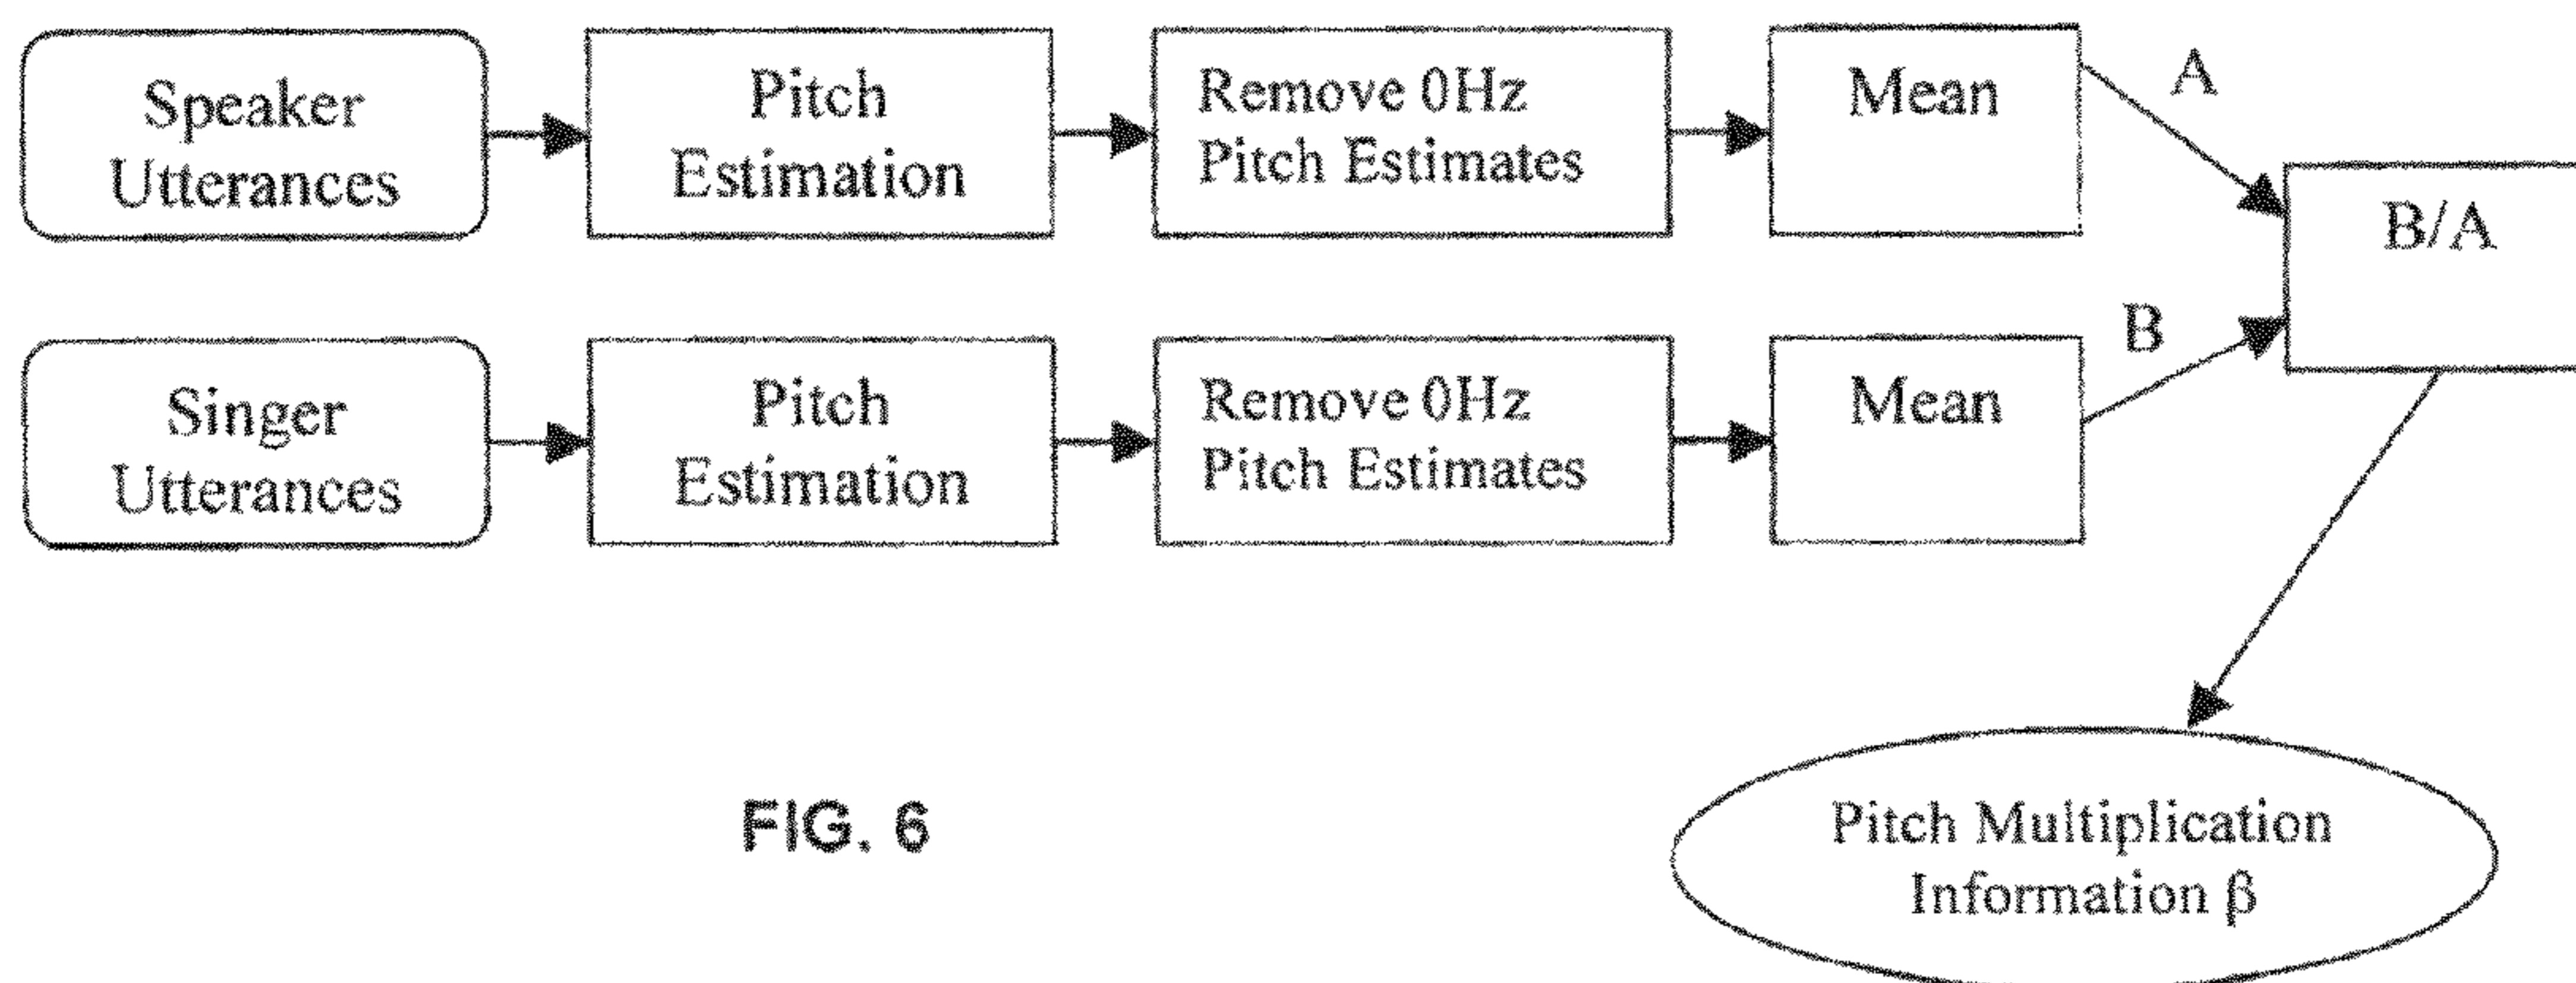 Speaker
Utterances
Pitch
Estimation
Remove 0Hz
Pitch Estimates
Mean
A
B/A
Singer
Utterances
Pitch
Estimation
Remove 0Hz
Pitch Estimates
Mean
B
Pitch Multiplication
Information β
FIG. 6